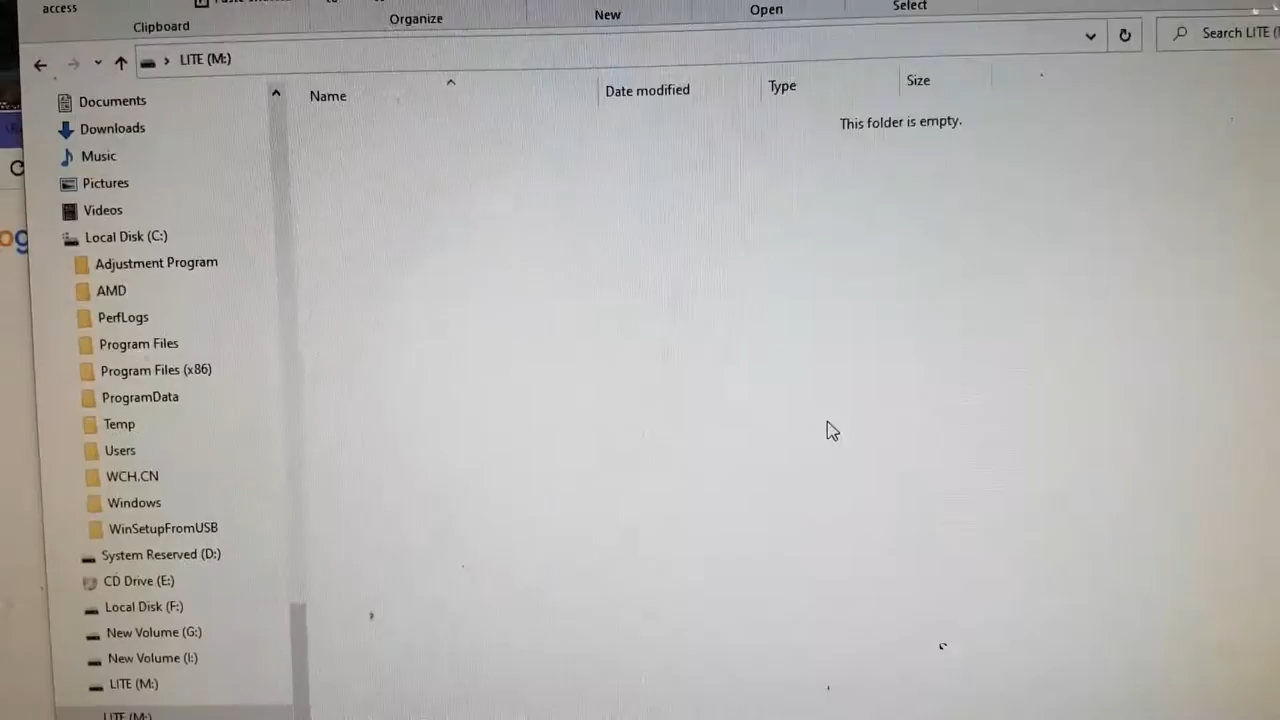 access
Clipboard
Organize
New
Open
Select
LITE (M:)
Search LITE (
Name
Date modified
Type
Size
This folder is empty.
Documents
Downloads
Music
Pictures
Videos
Local Disk (C:)
Adjustment Program
AMD
PerfLogs
Program Files
Program Files (x86)
ProgramData
Temp
Users
WCH.CN
Windows
WinSetupFromUSB
System Reserved (D:)
CD Drive (E:)
Local Disk (F:)
New Volume (G:)
New Volume (I:)
LITE (M:)
LITE (M:)